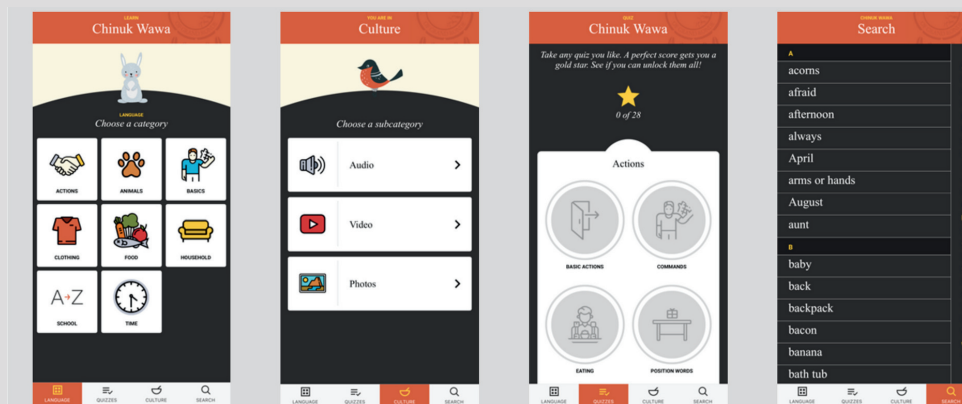 LEARN
Chinuk Wawa
LANGUAGE
Choose a category
ACTIONS
ANIMALS
BASICS
CLOTHING
FOOD
HOUSEHOLD
A→Z
SCHOOL
TIME
LANGUAGE
QUIZZES
CULTURE
SEARCH
YOU ARE IN
Culture
Choose a subcategory
Audio
Video
Photos
LANGUAGE
QUIZZES
CULTURE
SEARCH
QUIZ
Chinuk Wawa
Take any quiz you like. A perfect score gets you a
gold star. See if you can unlock them all!
0 of 28
Actions
BASIC ACTIONS
COMMANDS
EATING
POSITION WORDS
LANGUAGE
QUIZZES
CULTURE
SEARCH
CHINUK WAWA
Search
A
acorns
afraid
afternoon
always
April
arms or hands
August
aunt
B
baby
back
backpack
bacon
banana
bath tub
LANGUAGE
QUIZZES
CULTURE
SEARCH